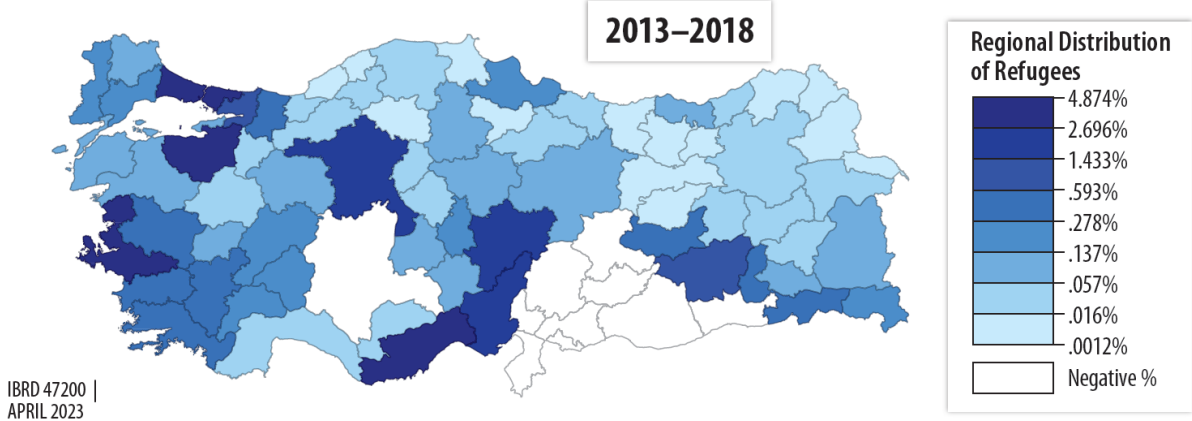 2013–2018
Regional Distribution
of Refugees
4.874%
2.696%
1.433%
.593%
.278%
.137%
.057%
.016%
.0012%
Negative %
IBRD 47200 |
APRIL 2023